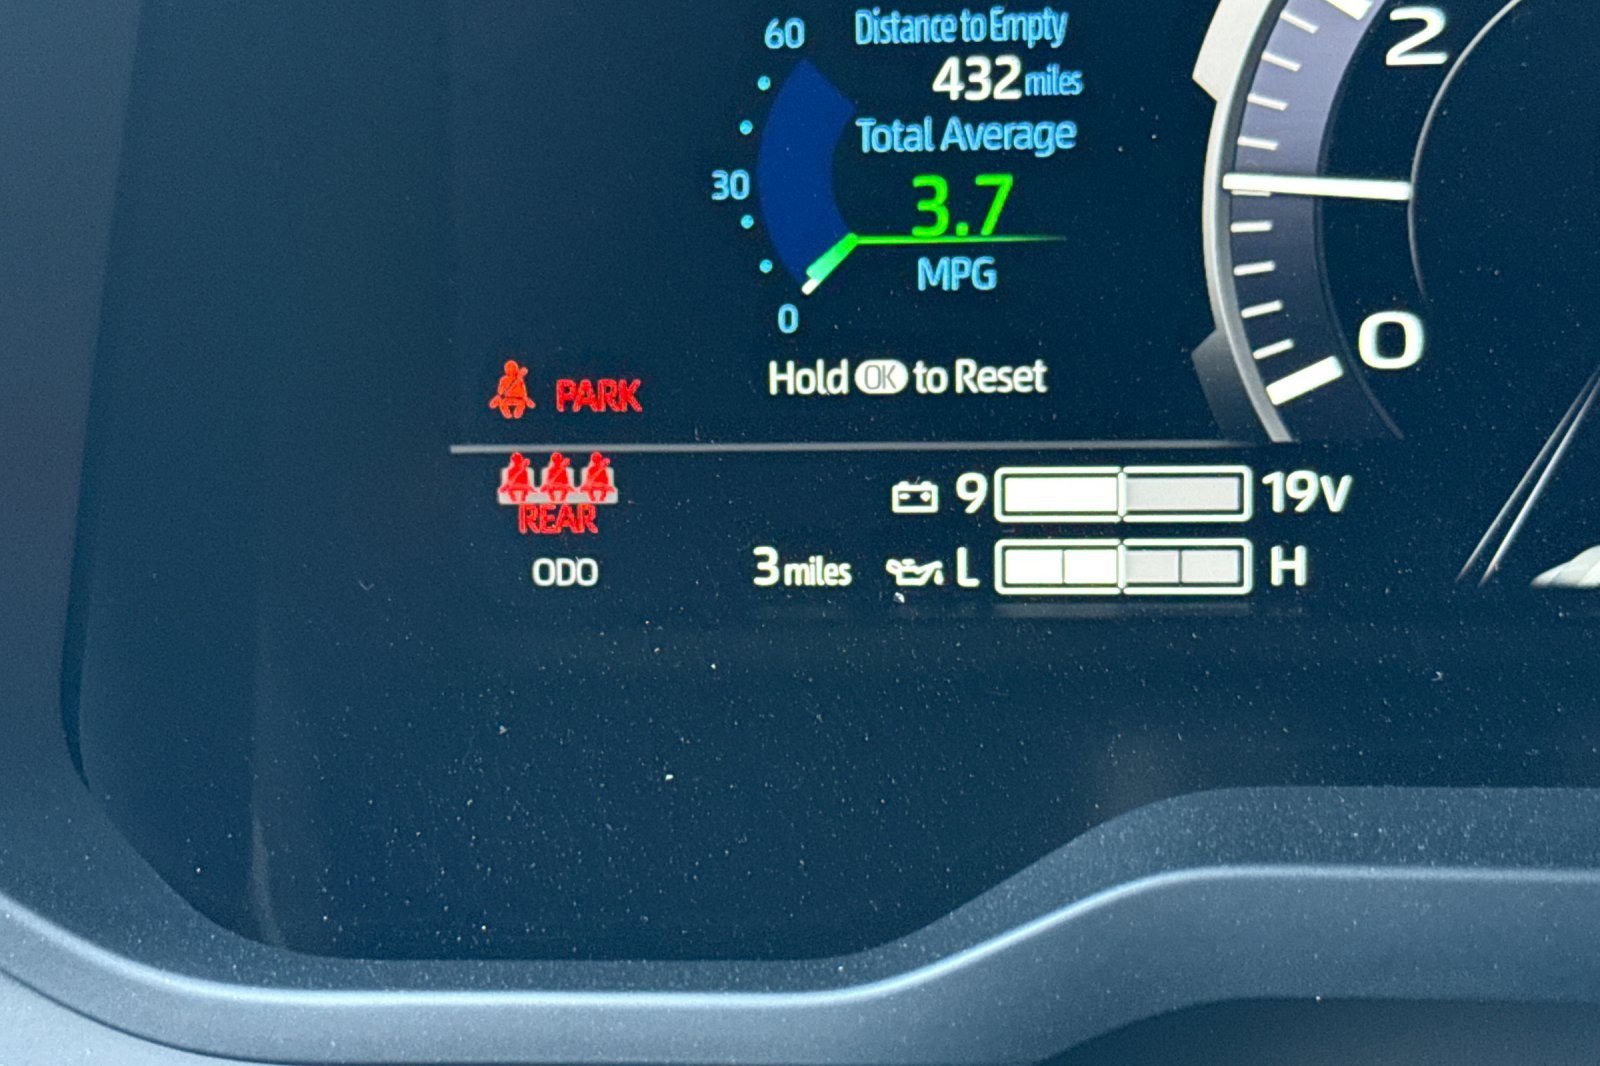 60
Distance to Empty
432 miles
Total Average
30
3.7
MPG
0
Hold OK to Reset
2
0
PARK
REAR
9
19V
ODO
3 miles
L
H